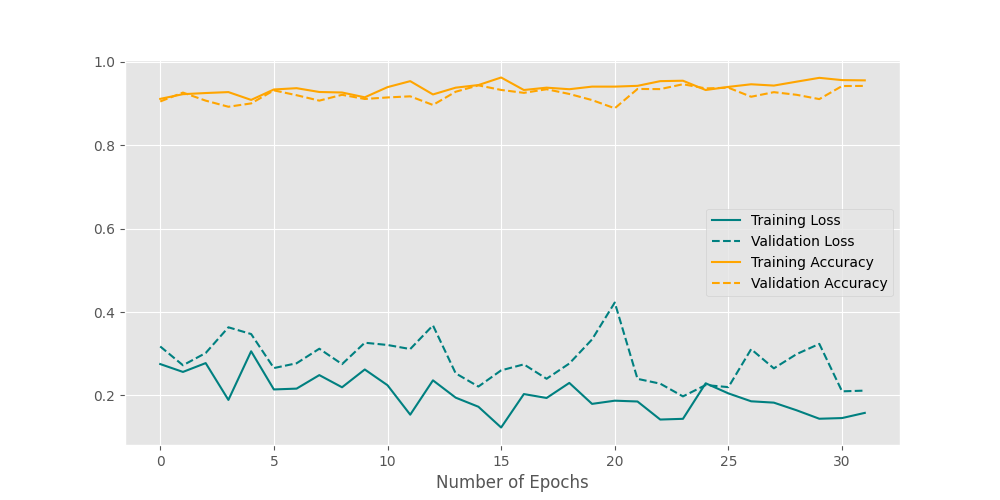 1.0
0.8
0.6
0.4
0.2
Training Loss
Validation Loss
Training Accuracy
Validation Accuracy
0 5 10 15 20 25 30
Number of Epochs